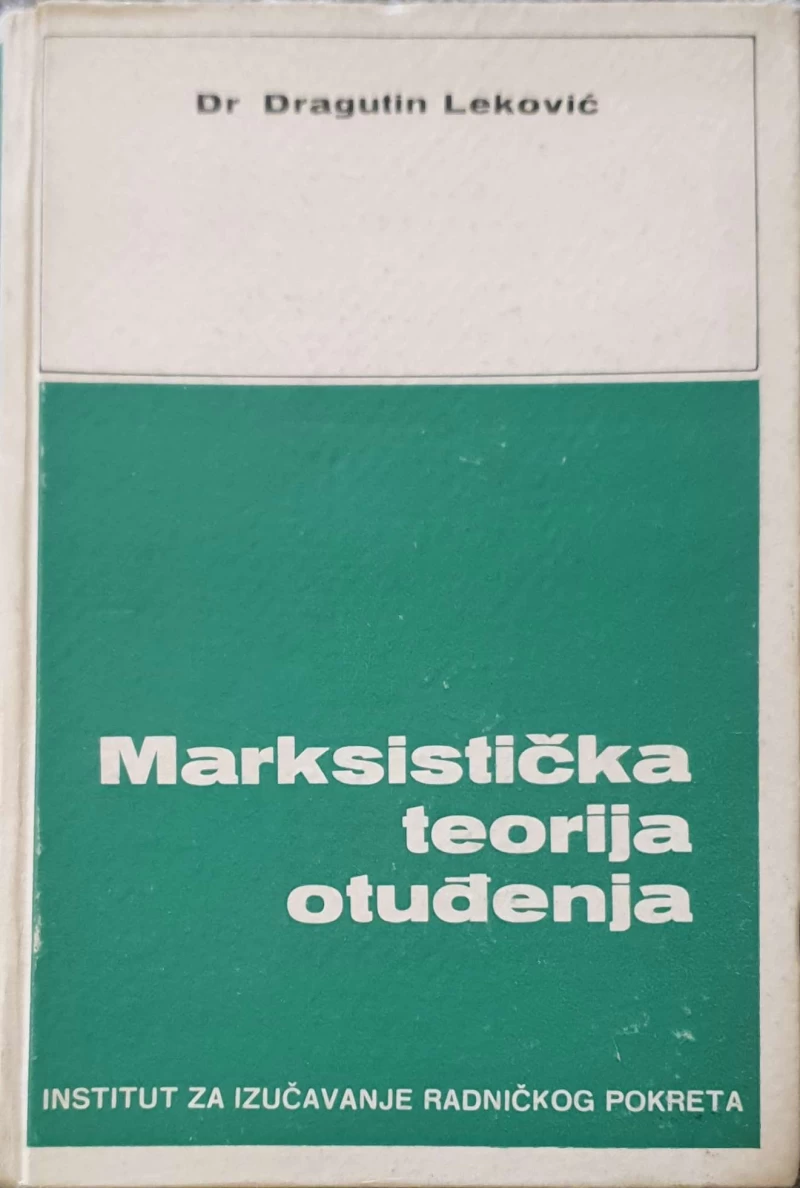 Dr Dragutin Leković
Marksistička
teorija
otuđenja
INSTITUT ZA IZUČAVANJE RADNIČKOG POKRETA